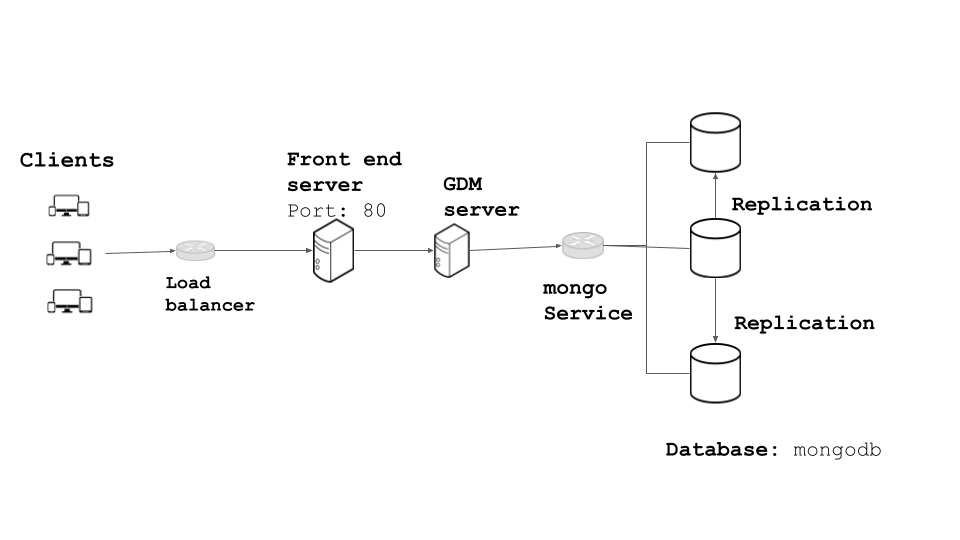 Clients
Front end
server
Port: 80
GDM
server
Load
balancer
mongo
Service
Replication
Replication
Database: mongodb